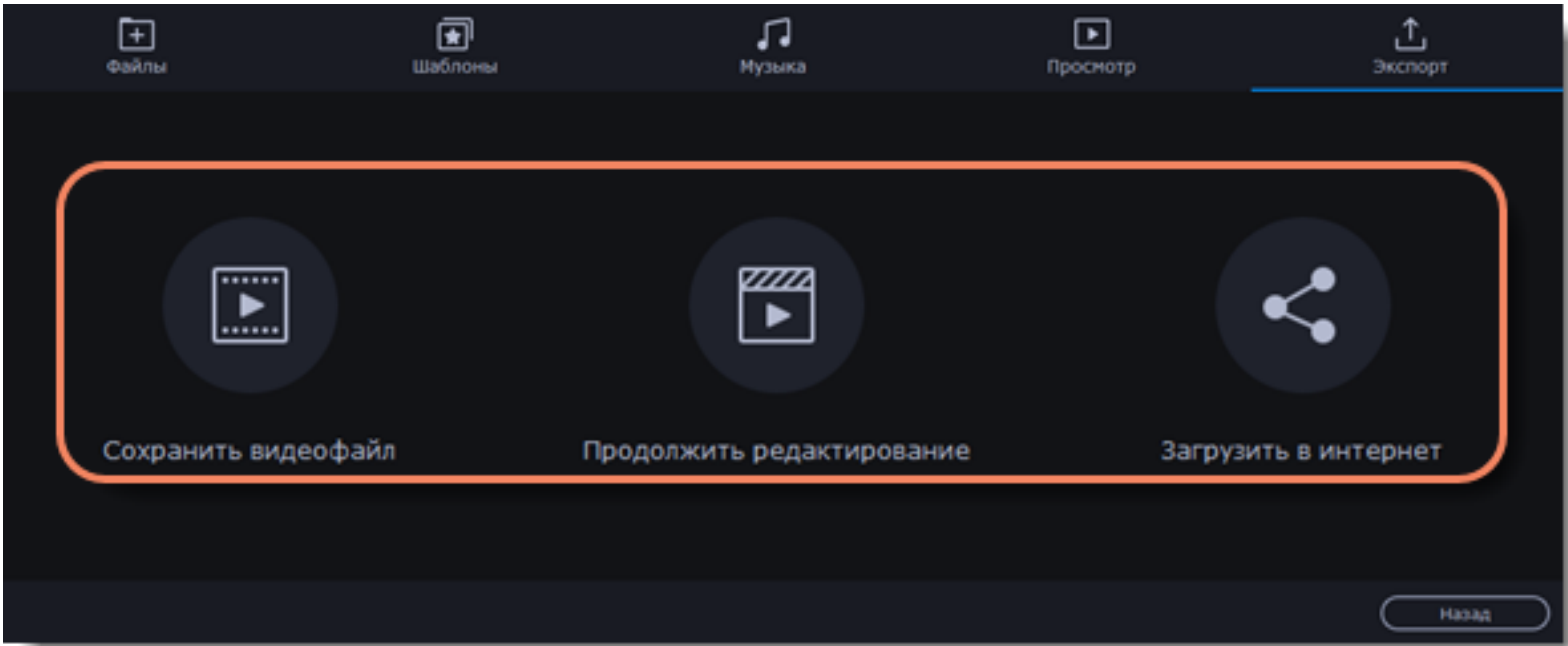 Файлы
Шаблоны
Музыка
Просмотр
Экспорт
Сохранить видеофайл
Продолжить редактирование
Загрузить в интернет
Назад